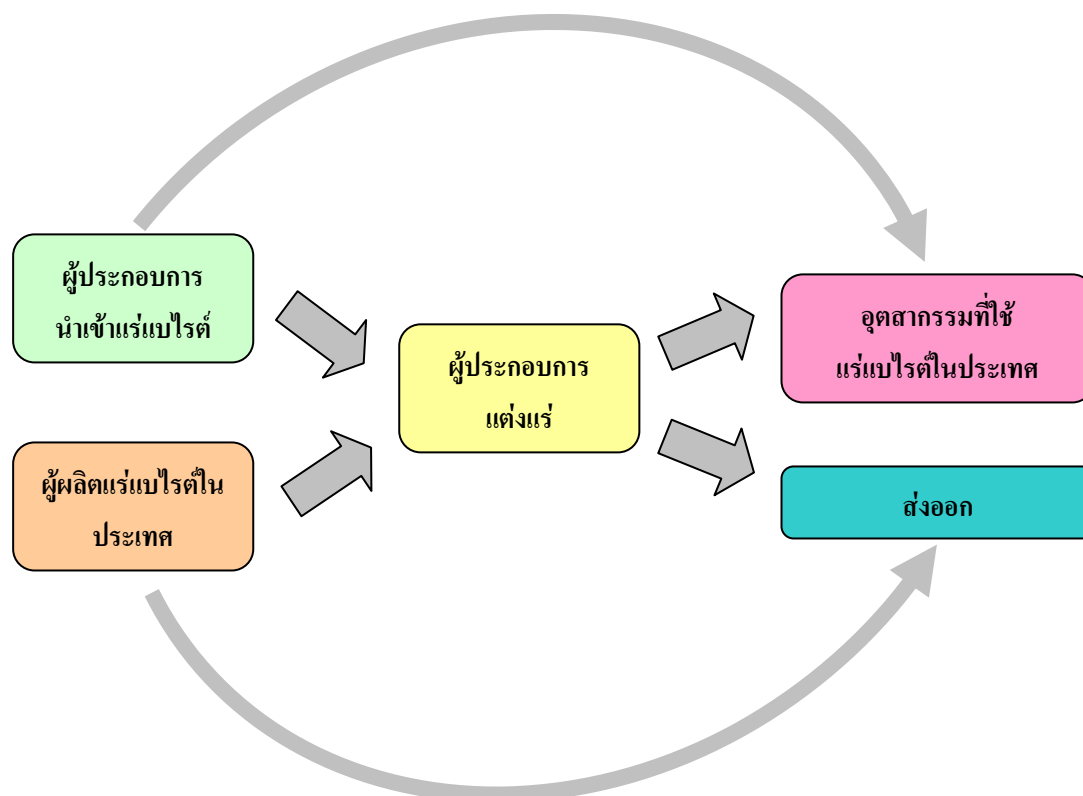 ผู้ประกอบการ
นำเข้าแร่แบไรต์
ผู้ผลิตแร่แบไรต์ใน
ประเทศ
ผู้ประกอบการ
แต่งแร่
อุตสากรรมที่ใช้
แร่แบไรต์ในประเทศ
ส่งออก